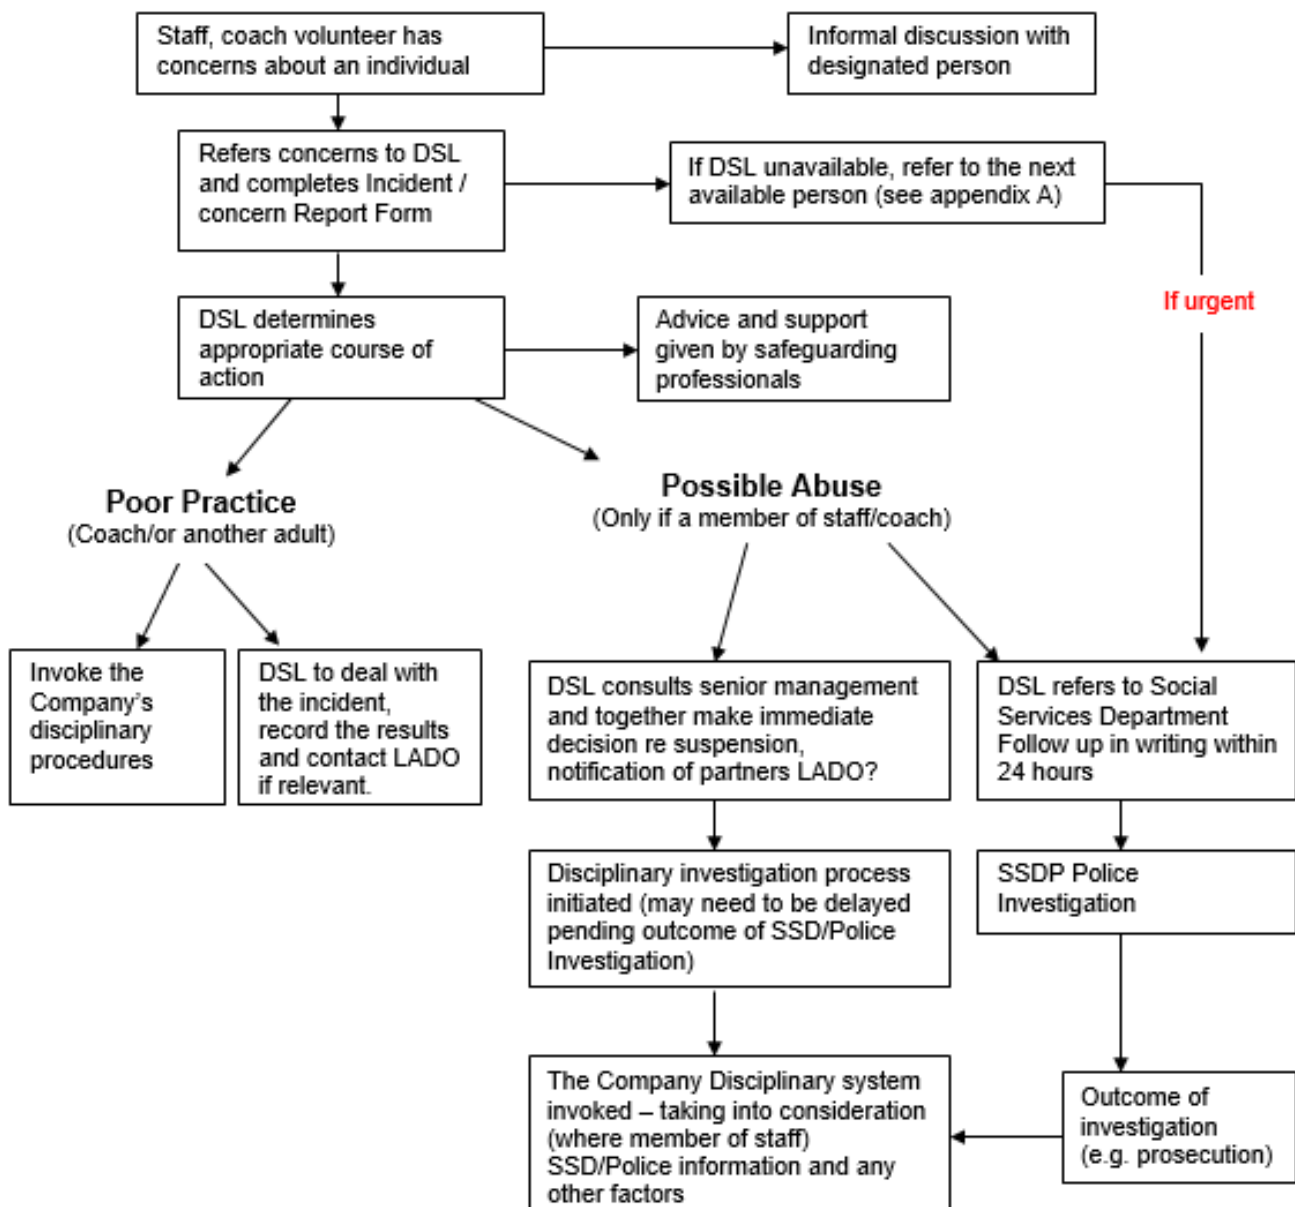 Staff, coach volunteer has
concerns about an individual
Informal discussion with
designated person
Refers concerns to DSL
and completes Incident /
concern Report Form
If DSL unavailable, refer to the next
available person (see appendix A)
If urgent
DSL determines
appropriate course of
action
Advice and support
given by safeguarding
professionals
Poor Practice
(Coach/or another adult)
Possible Abuse
(Only if a member of staff/coach)
Invoke the
Company's
disciplinary
procedures
DSL to deal with
the incident,
record the results
and contact LADO
if relevant.
DSL consults senior management
and together make immediate
decision re suspension,
notification of partners LADO?
DSL refers to Social
Services Department
Follow up in writing within
24 hours
Disciplinary investigation process
initiated (may need to be delayed
pending outcome of SSD/Police
Investigation)
SSDP Police
Investigation
The Company Disciplinary system
invoked – taking into consideration
(where member of staff)
SSD/Police information and any
other factors
Outcome of
investigation
(e.g. prosecution)